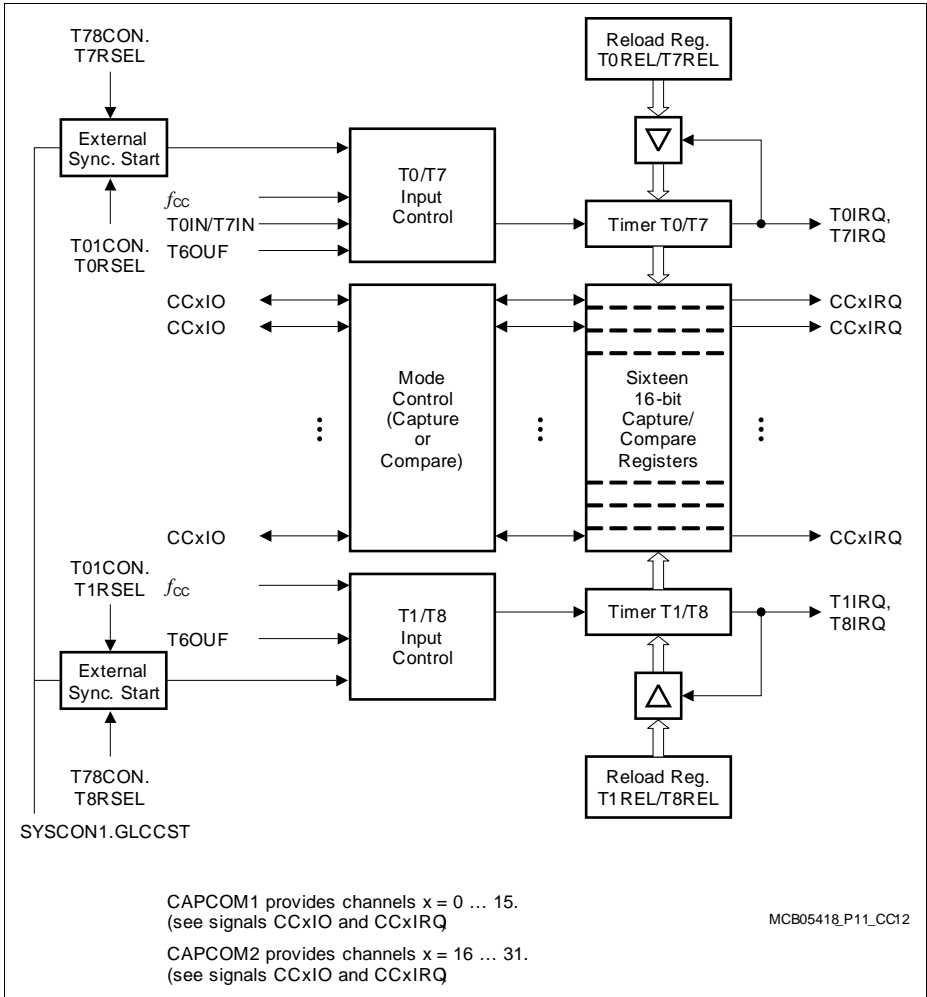 T78CON.
T7RSEL
Reload Reg.
T0REL/T7REL
External
Sync. Start
T0/T7
Input
Control
fCC
T0IN/T7IN
T6OUF
T01CON.
T0RSEL
Timer T0/T7
T0IRQ,
T7IRQ
CCxIO
CCxIO
CCxIRQ
CCxIRQ
Mode
Control
(Capture
or
Compare)
Sixteen
16-bit
Capture/
Compare
Registers
CCxIO
CCxIRQ
T01CON.
T1RSEL
fCC
T6OUF
T1/T8
Input
Control
Timer T1/T8
T1IRQ,
T8IRQ
External
Sync. Start
T78CON.
T8RSEL
Reload Reg.
T1REL/T8REL
SYSCON1.GLCCST
CAPCOM1 provides channels x = 0 … 15.
(see signals CCxIO and CCxIRQ)
MCB05418_P11_CC12
CAPCOM2 provides channels x = 16 … 31.
(see signals CCxIO and CCxIRQ)